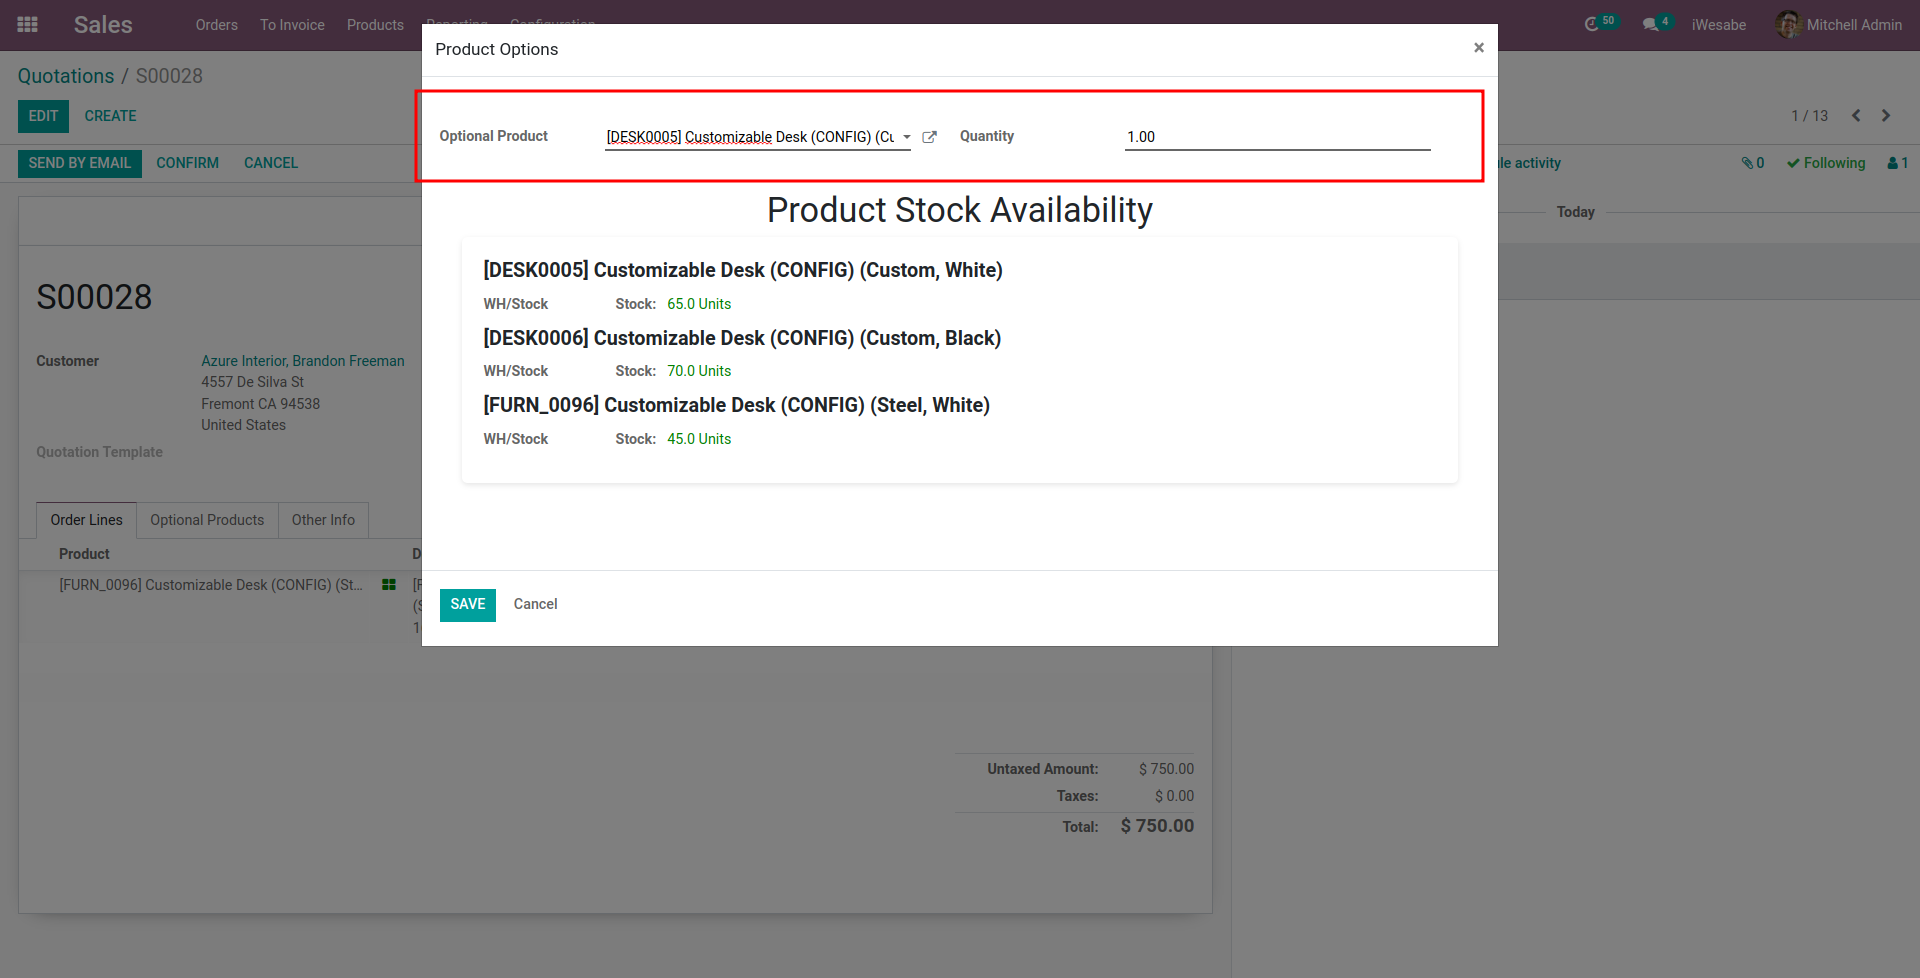 Sales Orders To Invoice Products Reporting Configuration 50 4 iWesabe Mitchell Admin
Product Options ×
Quotations / S00028
EDIT CREATE 1 / 13
Optional Product [DESK0005] Customizable Desk (CONFIG) (Cu Quantity 1.00
SEND BY EMAIL CONFIRM CANCEL le activity 0 Following 1
Product Stock Availability
Today
[DESK0005] Customizable Desk (CONFIG) (Custom, White)
WH/Stock Stock: 65.0 Units
[DESK0006] Customizable Desk (CONFIG) (Custom, Black)
WH/Stock Stock: 70.0 Units
[FURN_0096] Customizable Desk (CONFIG) (Steel, White)
WH/Stock Stock: 45.0 Units
SAVE Cancel
S00028
Customer Azure Interior, Brandon Freeman
4557 De Silva St
Fremont CA 94538
United States
Quotation Template
Order Lines Optional Products Other Info
Product D
[FURN_0096] Customizable Desk (CONFIG) (St... [F
(S
1
Untaxed Amount: $ 750.00
Taxes: $ 0.00
Total: $ 750.00